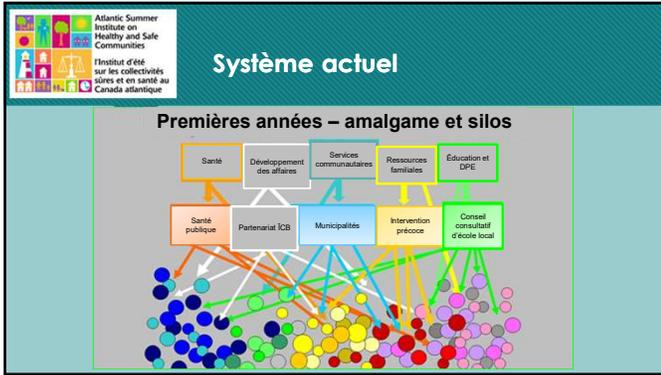 Atlantic Summer
Institute on
Healthy and Safe
Communities
l'Institut d'été
sur les collectivités
sûres et en santé au
Canada atlantique
Système actuel
Premières années – amalgame et silos
Santé
Développement
des affaires
Services
communautaires
Ressources
familiales
Éducation et
DPE
Santé
publique
Partenariat ÎCB
Municipalités
Intervention
précoce
Conseil
consultatif
d'école local